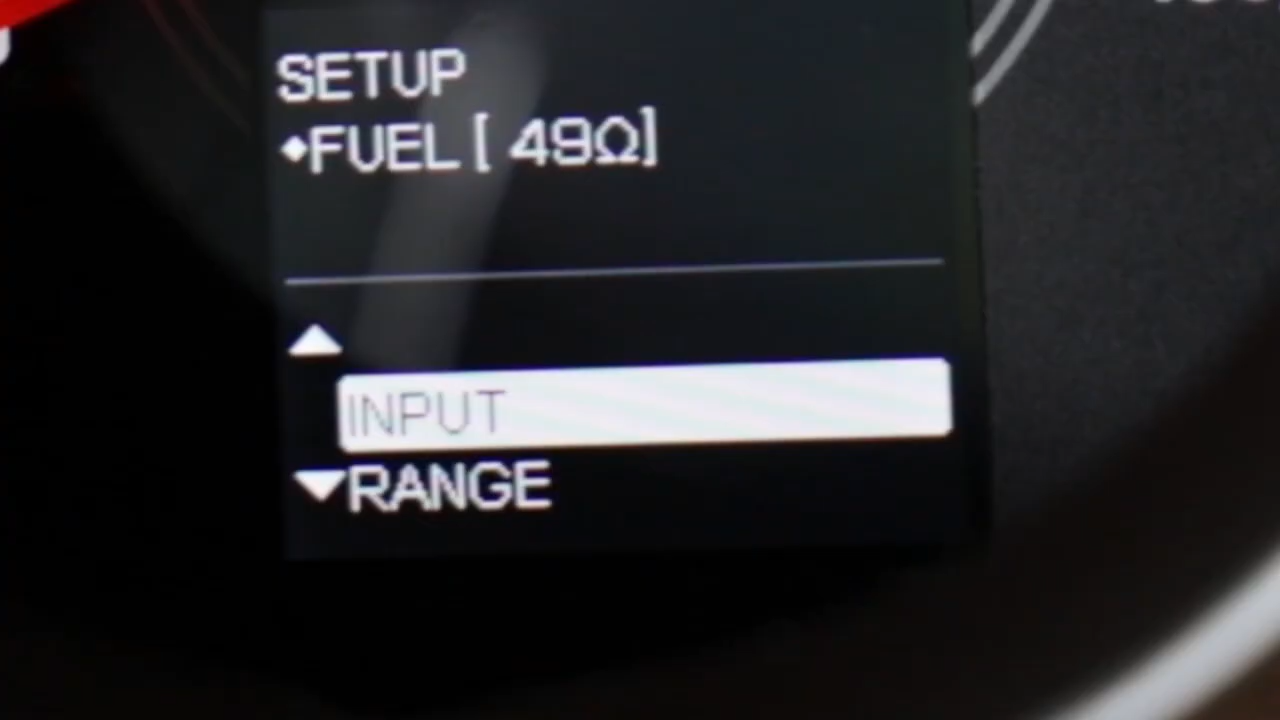 SETUP
◆FUEL [ 49Ω]
INPUT
RANGE